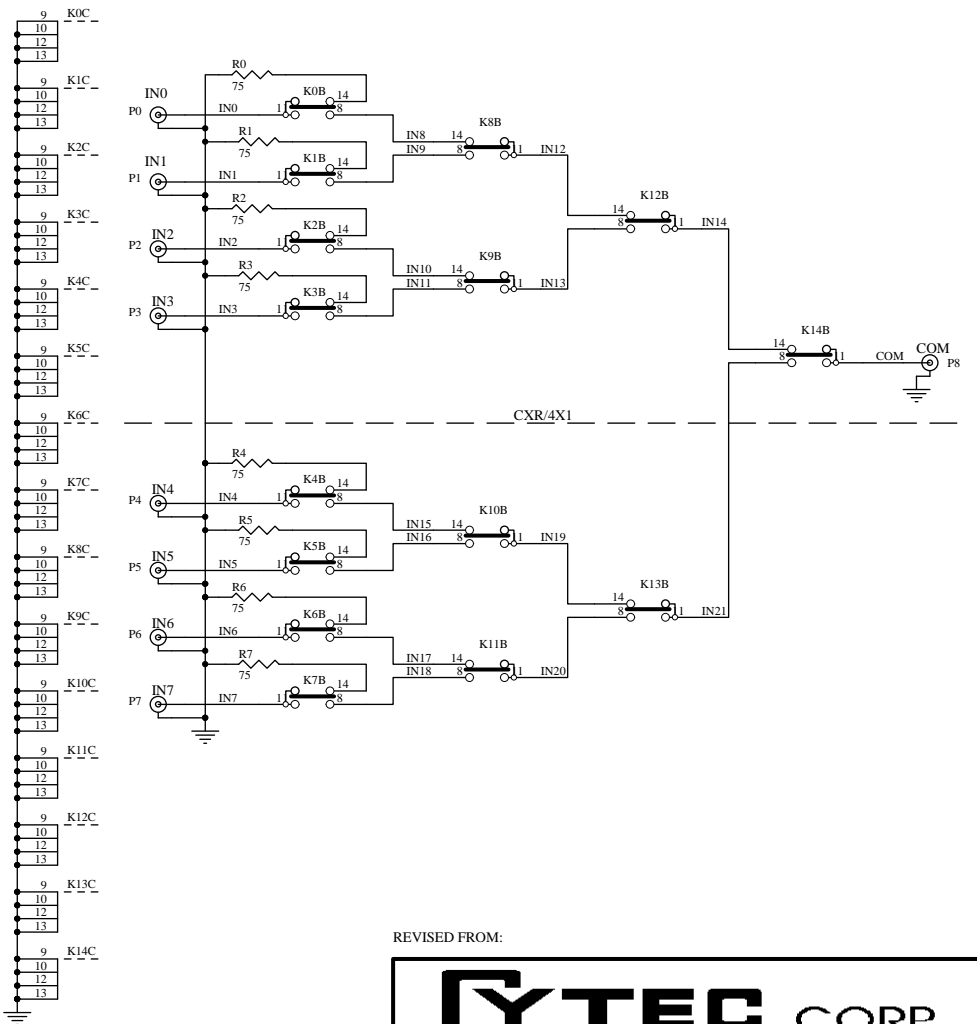 9 K0C
10
12
13
9 K1C
10
12
13
9 K2C
10
12
13
9 K3C
10
12
13
9 K4C
10
12
13
9 K5C
10
12
13
9 K6C
10
12
13
9 K7C
10
12
13
9 K8C
10
12
13
9 K9C
10
12
13
9 K10C
10
12
13
9 K11C
10
12
13
9 K12C
10
12
13
9 K13C
10
12
13
9 K14C
10
12
13
R0
75
IN0
P0 IN0 1 K0B 14 8
R1
75
IN1
P1 IN1 1 K1B 14 8
R2
75
IN2
P2 IN2 1 K2B 14 8
R3
75
IN3
P3 IN3 1 K3B 14 8
IN8 14 K8B
IN9 8 1 IN12
IN10 14 K9B
IN11 8 1 IN13
K12B
14
8 1 IN14
K14B
14
8 1 COM
COM
P8
CXR/4X1
R4
75
IN4
P4 IN4 1 K4B 14 8
R5
75
IN5
P5 IN5 1 K5B 14 8
R6
75
IN6
P6 IN6 1 K6B 14 8
R7
75
IN7
P7 IN7 1 K7B 14 8
IN15 14 K10B
IN16 8 1 IN19
IN17 14 K11B
IN18 8 1 IN20
K13B
14
8 1 IN21
REVISED FROM:
CYTEC CORP